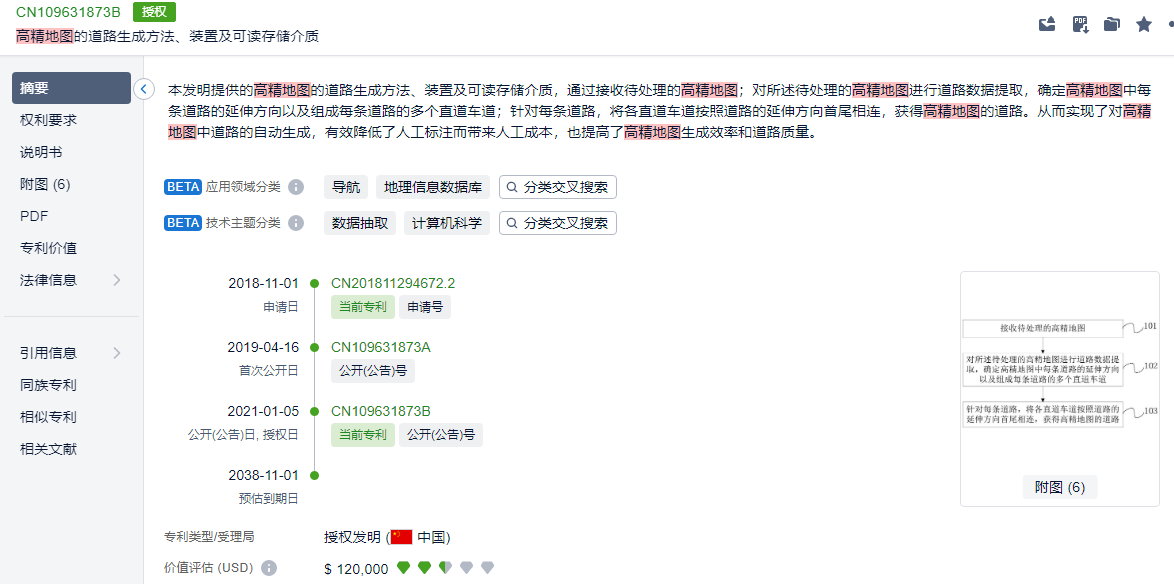 CN109631873B 授权
高精地图的道路生成方法、装置及可读存储介质
PDF
摘要
权利要求
说明书
附图 (6)
PDF
专利价值
法律信息
引用信息
同族专利
相似专利
相关文献
本发明提供的高精地图的道路生成方法、装置及可读存储介质，通过接收待处理的高精地图；对所述待处理的高精地图进行道路数据提取，确定高精地图中每
条道路的延伸方向以及组成每条道路的多个直道车道；针对每条道路，将各直道车道按照道路的延伸方向首尾相连，获得高精地图的道路。从而实现了对高精
地图中道路的自动生成，有效降低了人工标注而带来人工成本，也提高了高精地图生成效率和道路质量。
BETA 应用领域分类 导航 地理信息数据库 分类交叉搜索
BETA 技术主题分类 数据抽取 计算机科学 分类交叉搜索
2018-11-01 CN201811294672.2
申请日 当前专利 申请号
2019-04-16 CN109631873A
首次公开日 公开(公告)号
2021-01-05 CN109631873B
公开(公告)日, 授权日 当前专利 公开(公告)号
2038-11-01
预估到期日
接收待处理的高精地图 101
对所述待处理的高精地图进行道路数据提
取，确定高精地图中每条道路的延伸方向 102
以及组成每条道路的多个直道车道
针对每条道路，将各直道车道按照道路的 103
延伸方向首尾相连，获得高精地图的道路
附图 (6)
专利类型/受理局 授权发明 ( 中国)
价值评估 (USD) $ 120,000